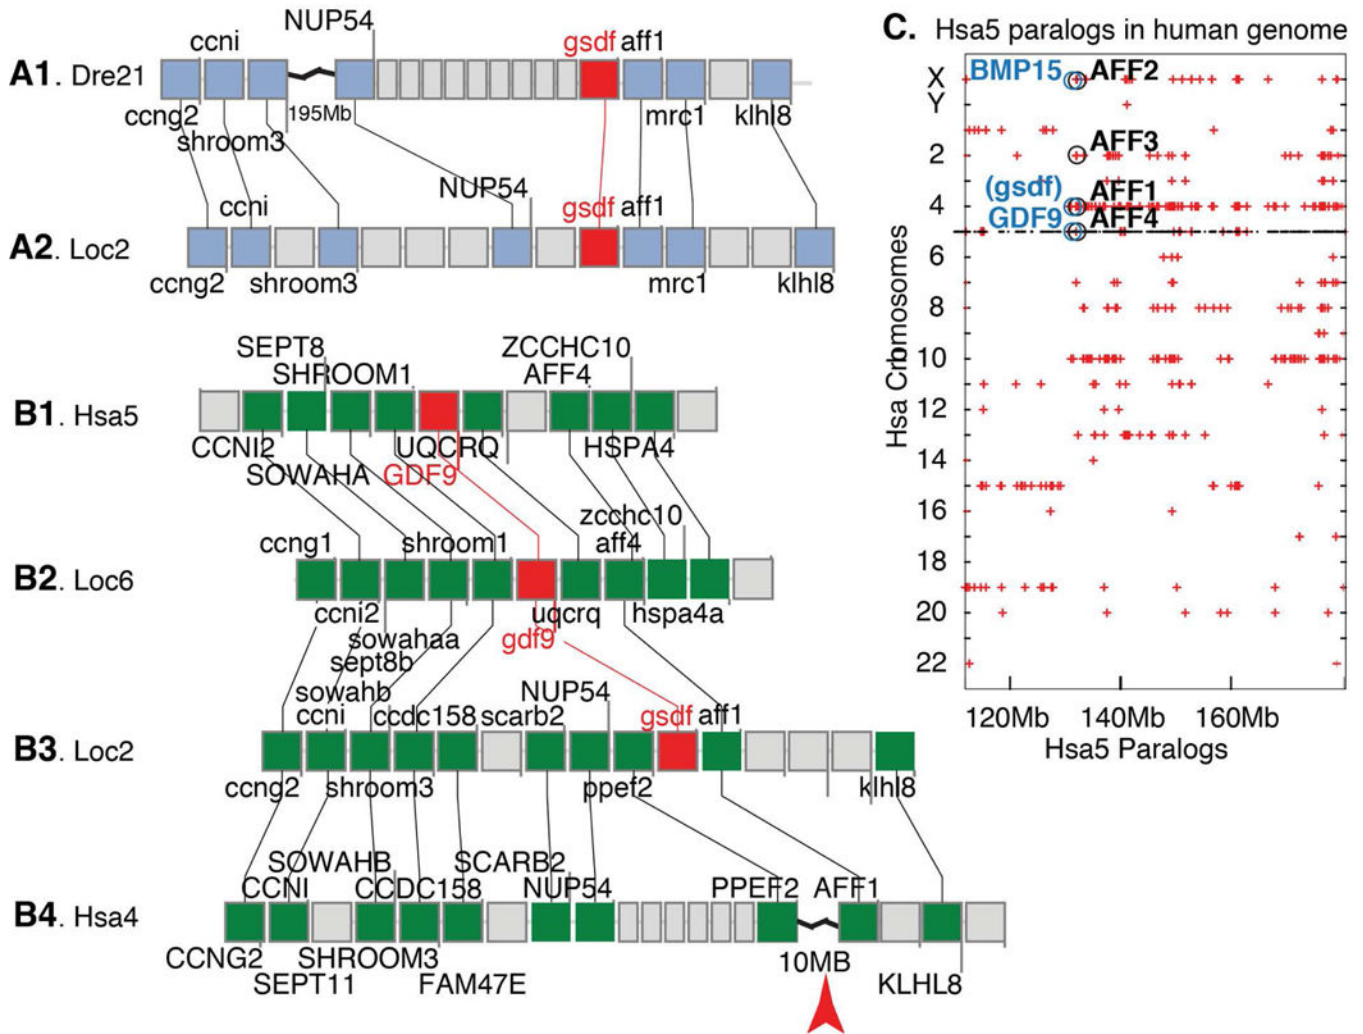 NUP54
ccni
gsdf aff1
A1. Dre21
ccng2
195Mb
mrc1
klhl8
shroom3
NUP54
ccni
gsdf aff1
A2. Loc2
ccng2
shroom3
mrc1
klhl8
SEPT8
ZCCHC10
SHROOM1
AFF4
B1. Hsa5
CCNI2
UQCRQ
HSPA4
SOWAHA
GDF9
zcchc10
ccng1
shroom1
aff4
B2. Loc6
ccni2
uqcrq
hspa4a
sowahaa
gdf9
sept8b
sowahb
NUP54
ccni
ccdc158
scarb2
gsdf
aff1
B3. Loc2
ccng2
shroom3
ppef2
klhl8
SOWAHB
SCARB2
CCNI
CCDC158
NUP54
PPEF2
AFF1
B4. Hsa4
CCNG2
SHROOM3
10MB
SEPT11
FAM47E
KLHL8
C. Hsa5 paralogs in human genome
X
BMP15
AFF2
Y
2
AFF3
(gsdf)
AFF1
4
GDF9
AFF4
6
8
10
12
14
16
18
20
22
Hsa Crbmosomes
120Mb
140Mb
160Mb
Hsa5 Paralogs